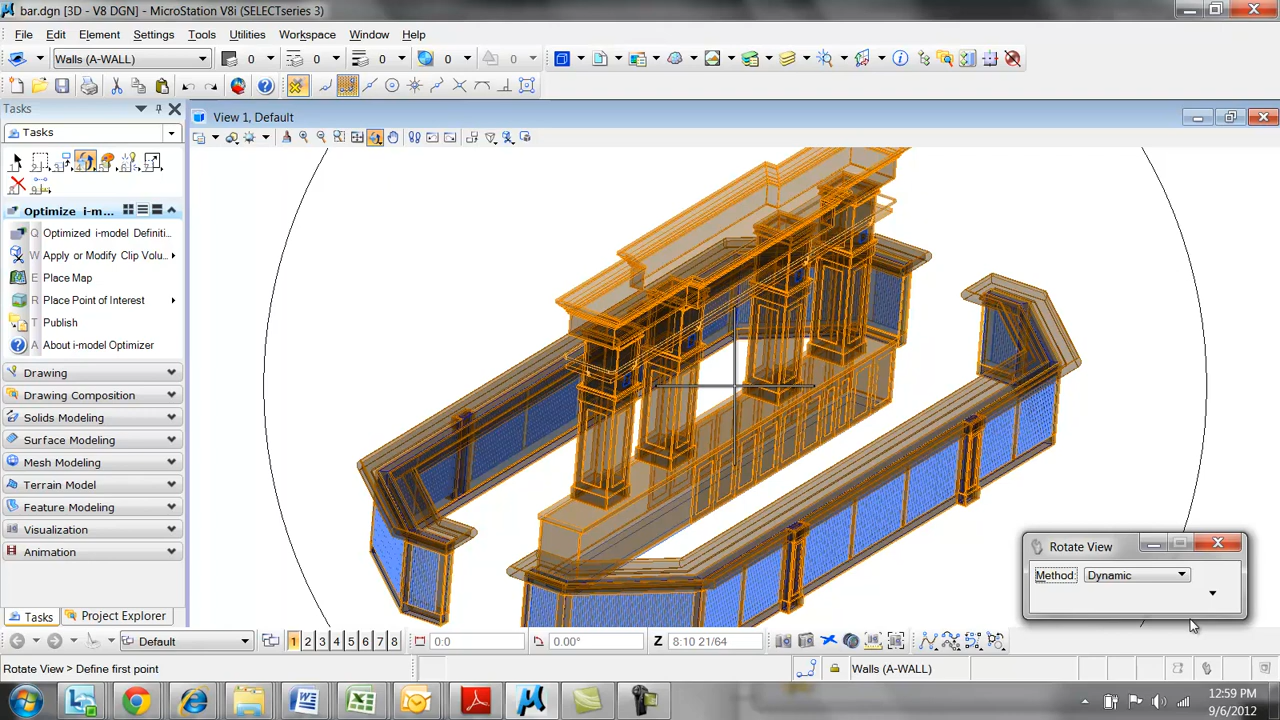 bar.dgn [3D - V8 DGN] - MicroStation V8i (SELECTseries 3)
File Edit Element Settings Tools Utilities Workspace Window Help
Walls (A-WALL) 0 0 0 0 0
Tasks
View 1, Default
Tasks
Optimize i-m...
Q Optimized i-model Definiti...
W Apply or Modify Clip Volu...
E Place Map
R Place Point of Interest
T Publish
Y About i-model Optimizer
Drawing
Drawing Composition
Solids Modeling
Surface Modeling
Mesh Modeling
Terrain Model
Feature Modeling
Visualization
Animation
Rotate View
Method: Dynamic
Tasks Project Explorer
Default 1 2 3 4 5 6 7 8 0:0 0.00° Z 8:10 21/64
Rotate View > Define first point Walls (A-WALL)
12:59 PM
9/6/2012